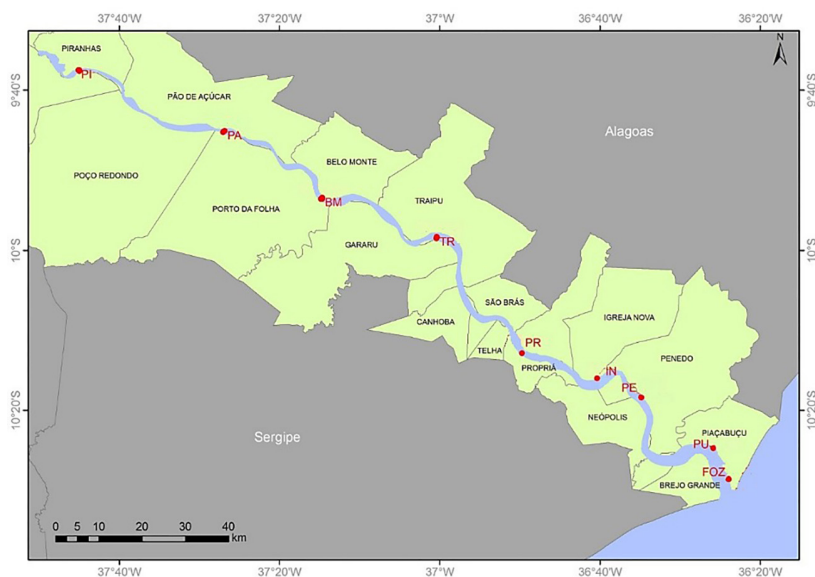 37°40'W 37°20'W 37°0'W 36°40'W 36°20'W
N
PIRANHAS
PI
9°40'S
9°40'S
PÃO DE AÇÚCAR
PA
Alagoas
BELO MONTE
POÇO REDONDO
BM
TRAIPU
PORTO DA FOLHA
TR
GARARU
10°S
10°S
SÃO BRÁS
CANHOBA
IGREJA NOVA
PR
TELHA
PENEDO
PROPRIÁ
IN
PE
10°20'S
10°20'S
NEÓPOLIS
Sergipe
PIAÇABUÇU
PU
FOZ
BREJO GRANDE
0 5 10 20 30 40
km
37°40'W 37°20'W 37°0'W 36°40'W 36°20'W